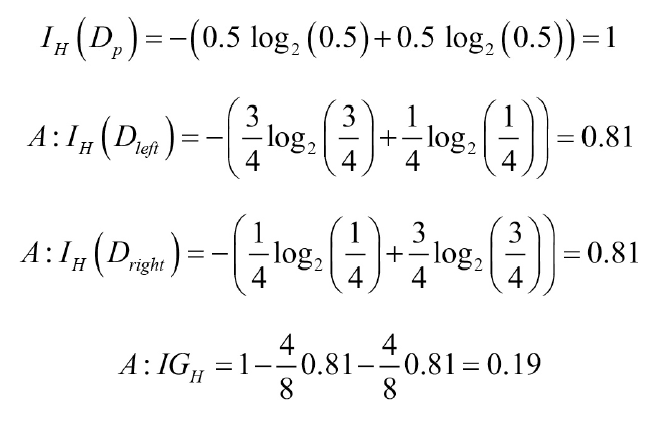 I_H(D_p) = −(0.5 log_2(0.5) + 0.5 log_2(0.5)) = 1
A: I_H(D_left) = −(3/4 log_2(3/4) + 1/4 log_2(1/4)) = 0.81
A: I_H(D_right) = −(1/4 log_2(1/4) + 3/4 log_2(3/4)) = 0.81
A: IG_H = 1 − 4/8 0.81 − 4/8 0.81 = 0.19